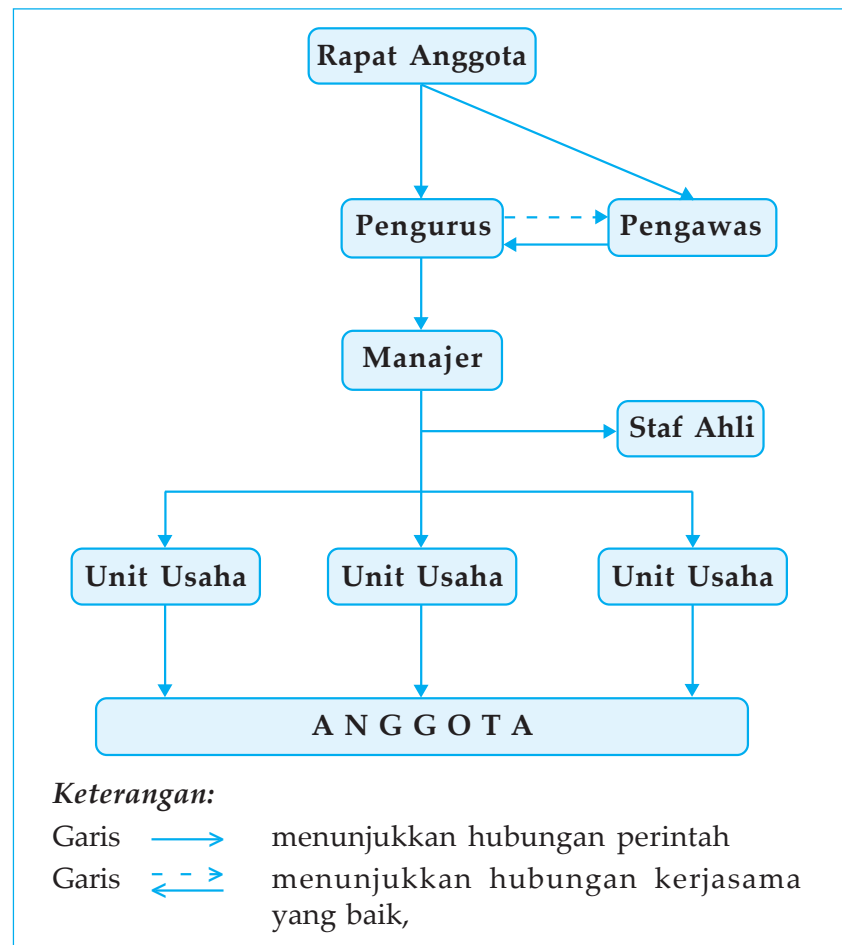 Rapat Anggota
Pengurus
Pengawas
Manajer
Staf Ahli
Unit Usaha
Unit Usaha
Unit Usaha
A N G G O T A
Keterangan:
Garis menunjukkan hubungan perintah
Garis menunjukkan hubungan kerjasama
yang baik,